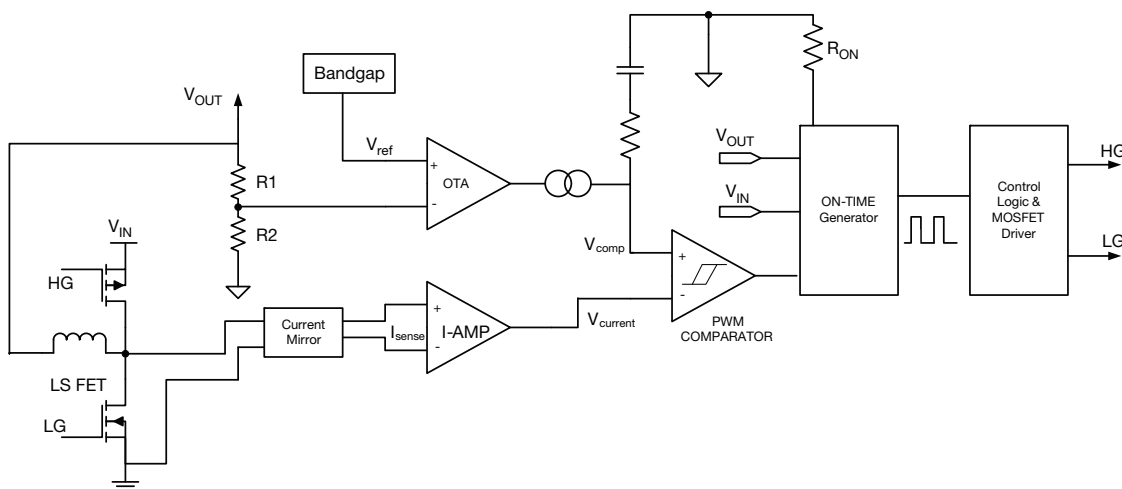 Bandgap
V_OUT
V_ref
R_ON
R1
R2
+
OTA
-
V_OUT
V_IN
ON-TIME
Generator
Control
Logic &
MOSFET
Driver
HG
LG
V_IN
HG
V_comp
+
-
PWM
COMPARATOR
Current
Mirror
I_sense
+
I-AMP
-
V_current
LS FET
LG